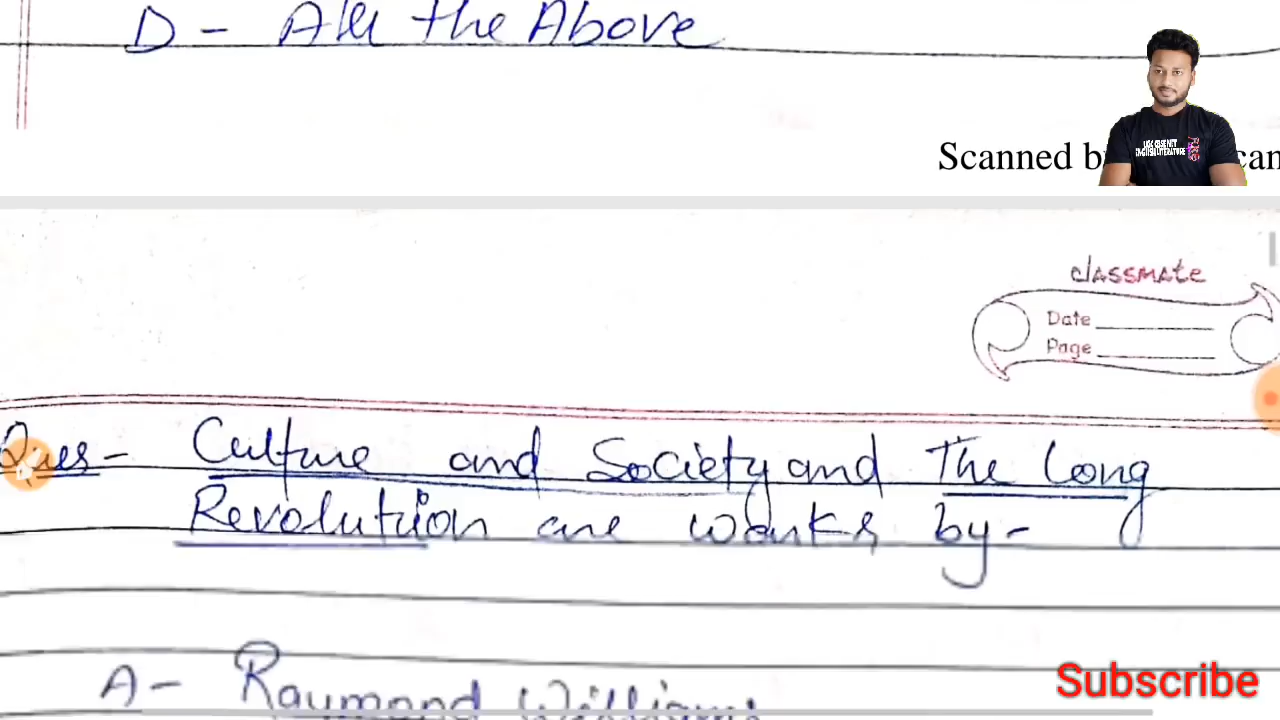 D - All the Above
Scanned b
can
classmate
Date
Page
Ques - Culture and Society and The Long
Revolution are works by -
A - Raymond Williams
Subscribe